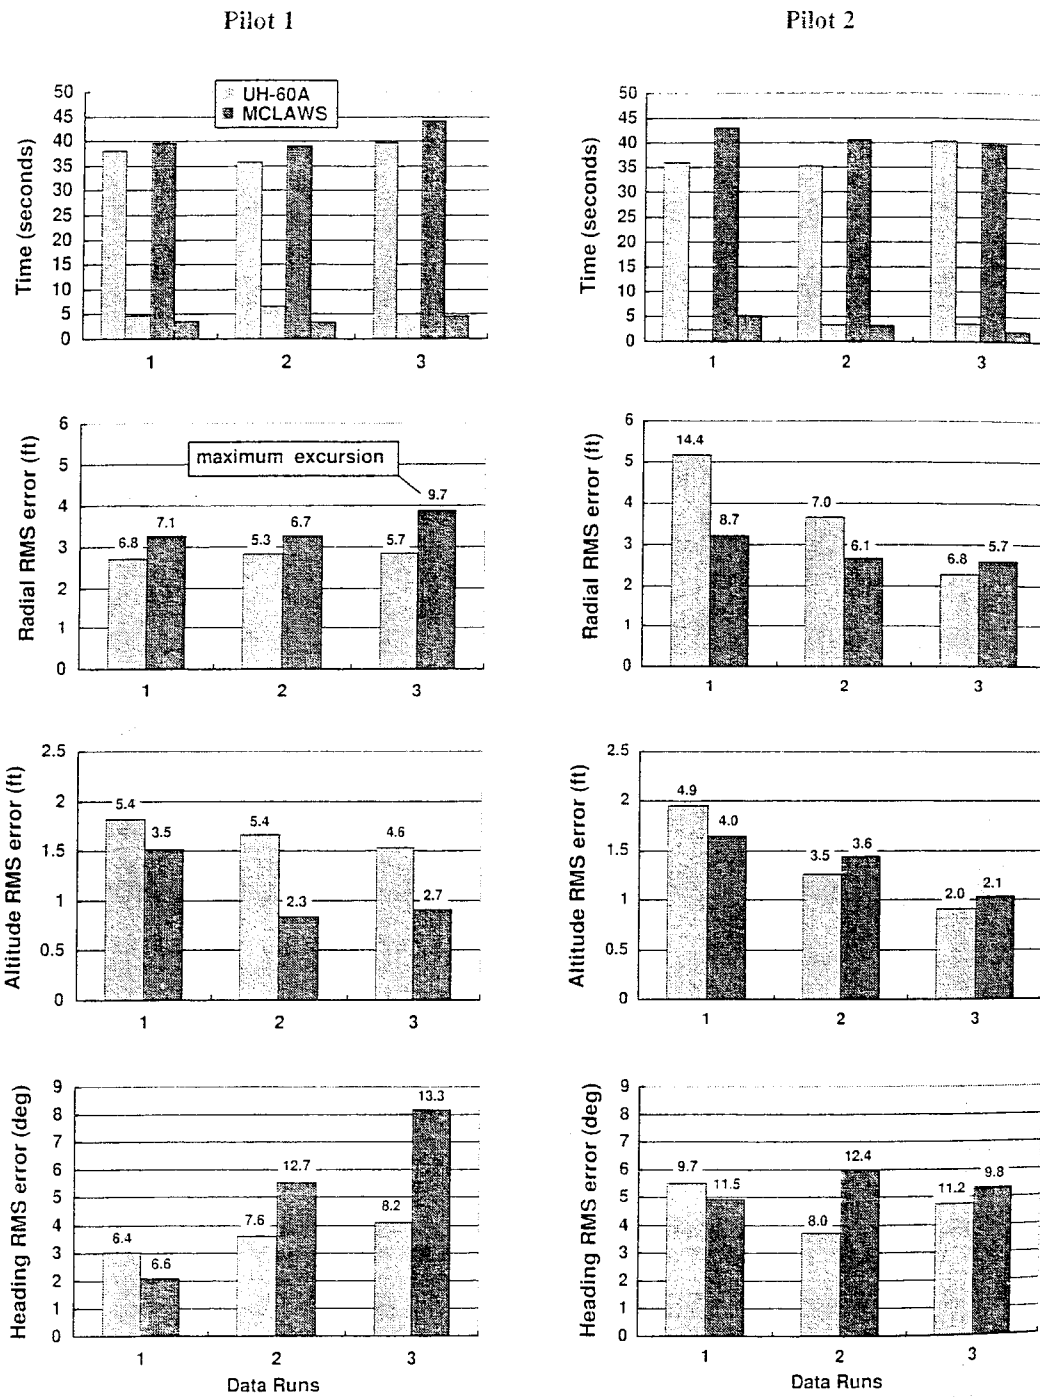 Pilot 1
Pilot 2
Time (seconds)
50
45
40
35
30
25
20
15
10
5
0
UH-60A
MCLAWS
1 2 3
Time (seconds)
50
45
40
35
30
25
20
15
10
5
0
1 2 3
Radial RMS error (ft)
6
5
4
3
2
1
0
maximum excursion
6.8 7.1 5.3 6.7 5.7 9.7
1 2 3
Radial RMS error (ft)
6
5
4
3
2
1
0
14.4 8.7 7.0 6.1 6.8 5.7
1 2 3
Altitude RMS error (ft)
2.5
2
1.5
1
0.5
0
5.4 3.5 5.4 2.3 4.6 2.7
1 2 3
Altitude RMS error (ft)
2.5
2
1.5
1
0.5
0
4.9 4.0 3.5 3.6 2.0 2.1
1 2 3
Heading RMS error (deg)
9
8
7
6
5
4
3
2
1
0
6.4 6.6 7.6 12.7 8.2 13.3
1 2 3
Data Runs
Heading RMS error (deg)
9
8
7
6
5
4
3
2
1
0
9.7 11.5 8.0 12.4 11.2 9.8
1 2 3
Data Runs